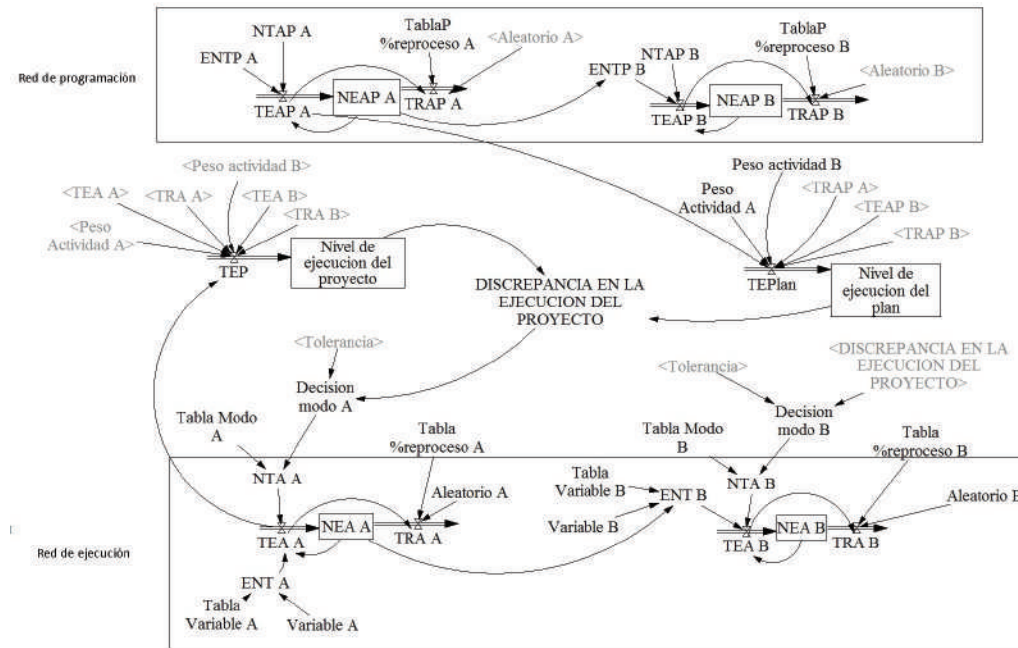 Red de programación
NTAP A
ENTP A
TEAP A
NEAP A
TablaP
%reproceso A
<Aleatorio A>
TRAP A
ENTP B
NTAP B
TEAP B
NEAP B
TablaP
%reproceso B
<Aleatorio B>
TRAP B
<Peso actividad B>
<TEA A>
<TRA A>
<TEA B>
<TRA B>
<Peso
Actividad A>
TEP
Nivel de
ejecucion del
proyecto
DISCREPANCIA EN LA
EJECUCION DEL
PROYECTO
Peso actividad B
Peso
Actividad A
<TRAP A>
<TEAP B>
<TRAP B>
TEPlan
Nivel de
ejecucion del
plan
<Tolerancia>
Decision
modo A
<Tolerancia>
<DISCREPANCIA EN LA
EJECUCION DEL
PROYECTO>
Decision
modo B
Red de ejecución
Tabla Modo
A
NTA A
Tabla
%reproceso A
Aleatorio A
TEA A
NEA A
TRA A
ENT A
Tabla
Variable A
Variable A
Tabla Modo
B
NTA B
Tabla
Variable B
Variable B
ENT B
TEA B
NEA B
TRA B
Tabla
%reproceso B
Aleatorio B